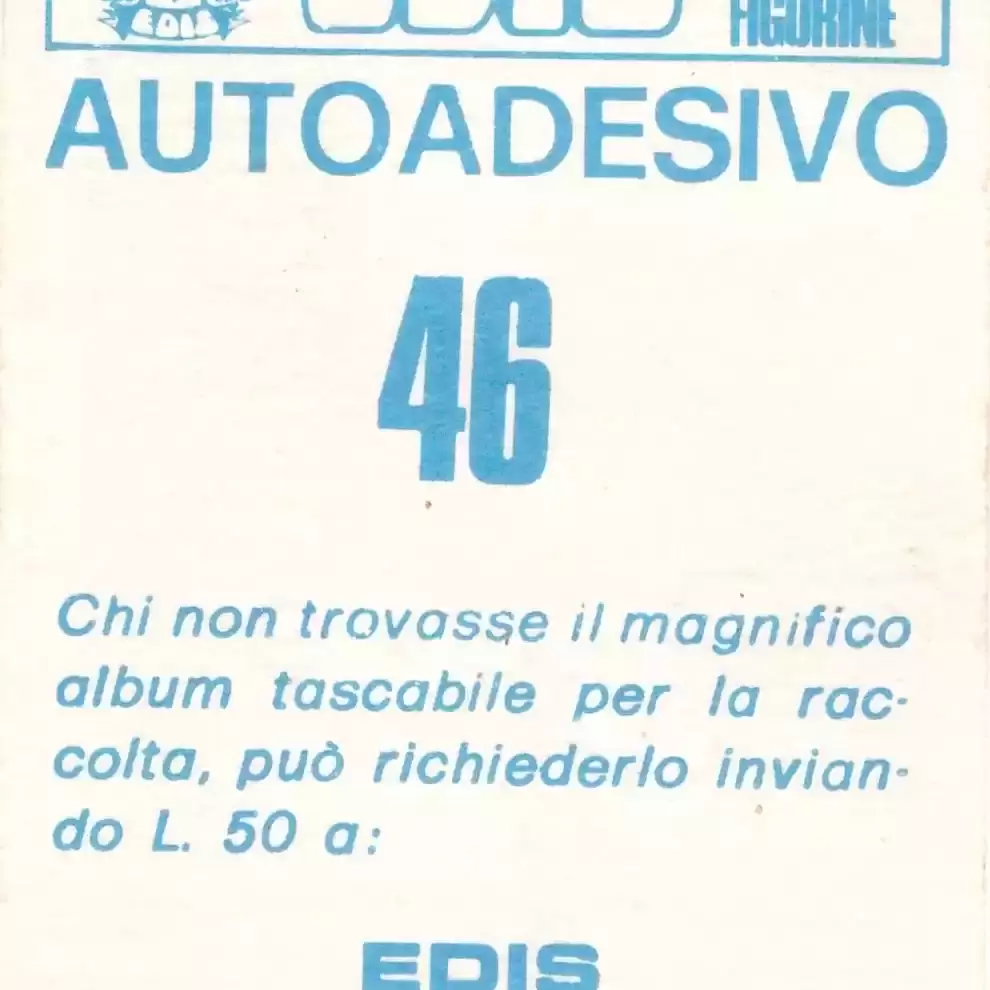 EDIS
EDIS
FIGURINE
AUTOADESIVO
46
Chi non trovasse il magnifico
album tascabile per la rac-
colta, può richiederlo invian-
do L. 50 a:
EDIS